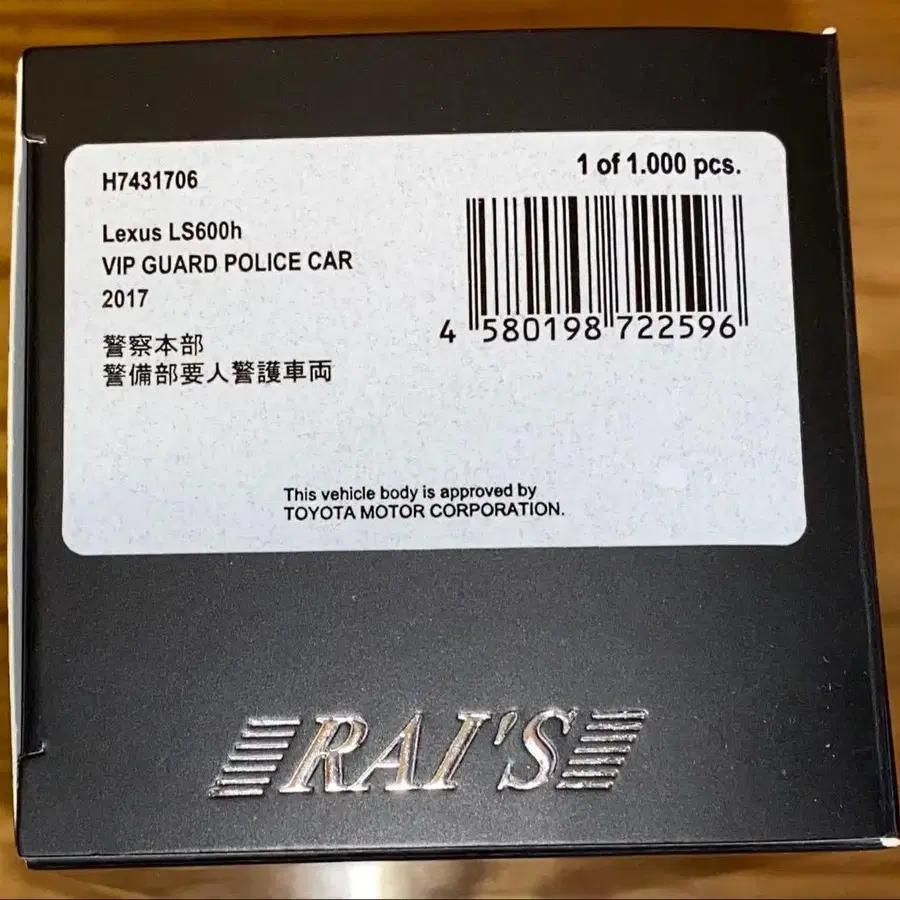 H7431706
1 of 1.000 pcs.
Lexus LS600h
VIP GUARD POLICE CAR
2017
4 580198 722596
警察本部
警備部要人警護車両
This vehicle body is approved by
TOYOTA MOTOR CORPORATION.
RAI'S